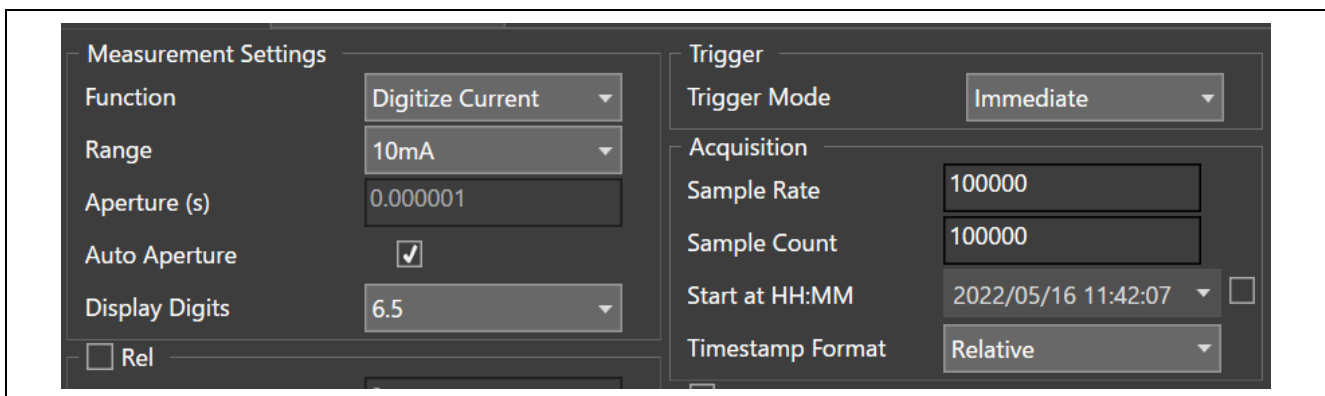 Measurement Settings
Function Digitize Current
Range 10mA
Aperture (s) 0.000001
Auto Aperture
Display Digits 6.5
Rel
Trigger
Trigger Mode Immediate
Acquisition
Sample Rate 100000
Sample Count 100000
Start at HH:MM 2022/05/16 11:42:07
Timestamp Format Relative